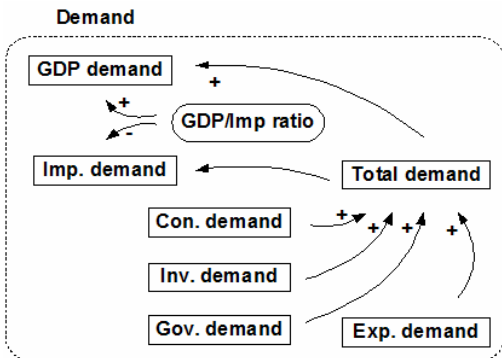 Demand
GDP demand
+
+
GDP/Imp ratio
-
Imp. demand
Total demand
Con. demand
+
+
+
+
Inv. demand
Gov. demand
Exp. demand